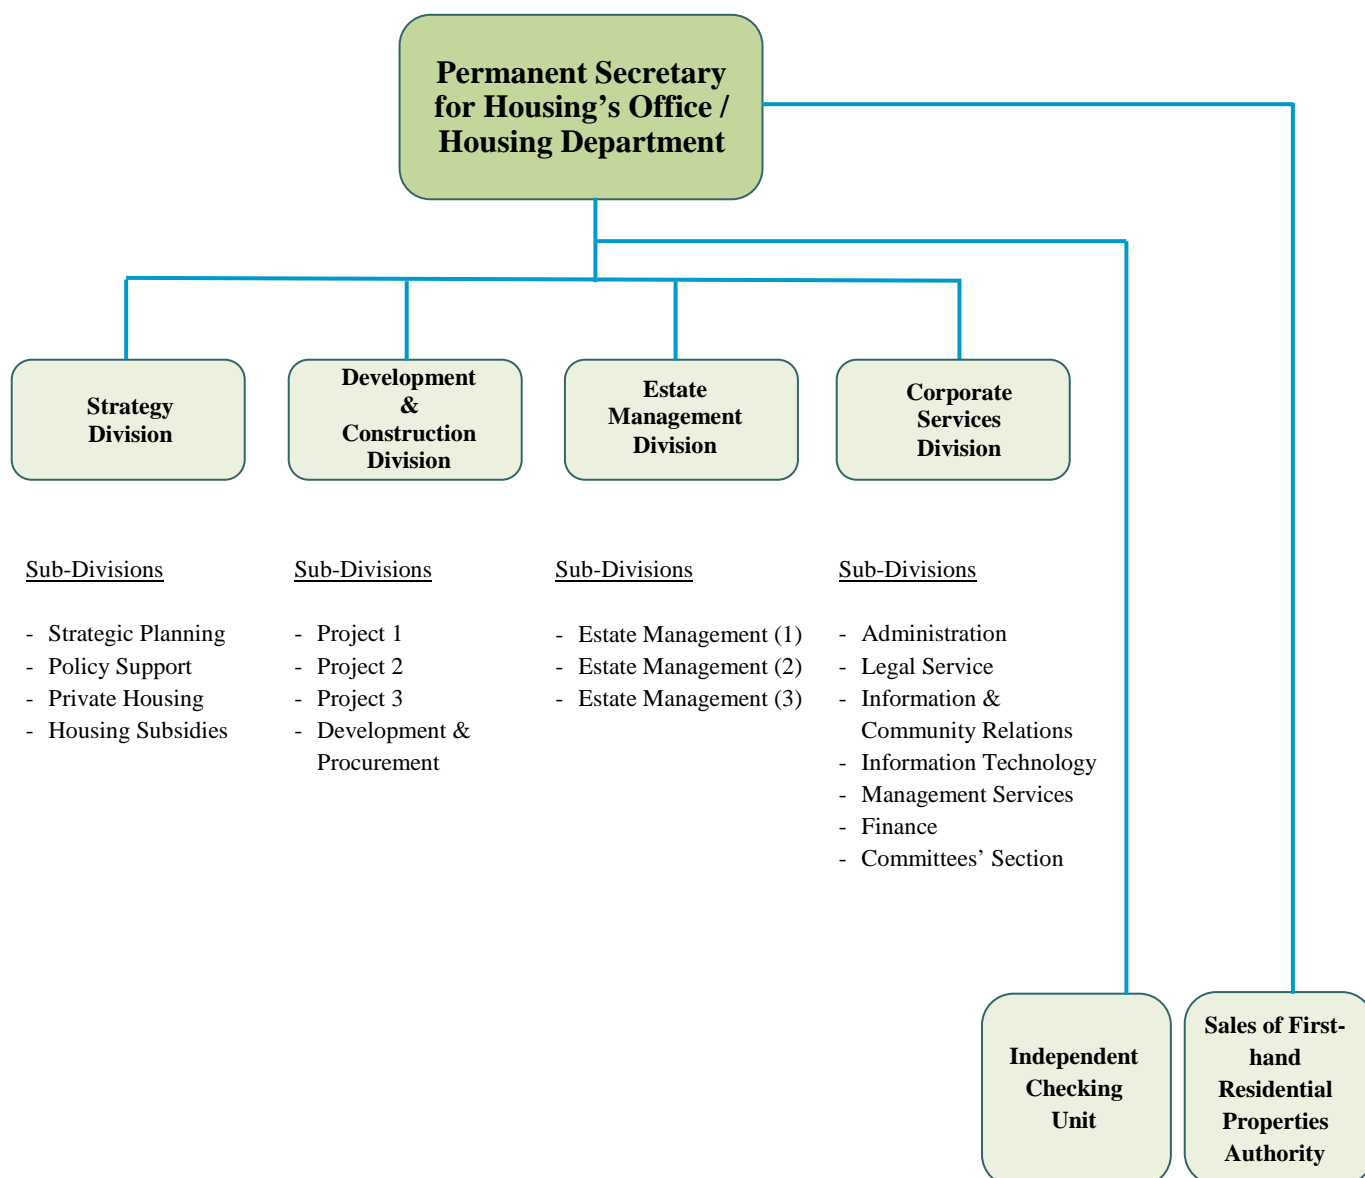 Permanent Secretary
for Housing’s Office /
Housing Department
Strategy
Division
Development
&
Construction
Division
Estate
Management
Division
Corporate
Services
Division
Sub-Divisions
- Strategic Planning
- Policy Support
- Private Housing
- Housing Subsidies
Sub-Divisions
- Project 1
- Project 2
- Project 3
- Development &
Procurement
Sub-Divisions
- Estate Management (1)
- Estate Management (2)
- Estate Management (3)
Sub-Divisions
- Administration
- Legal Service
- Information &
Community Relations
- Information Technology
- Management Services
- Finance
- Committees’ Section
Independent
Checking
Unit
Sales of First-
hand
Residential
Properties
Authority